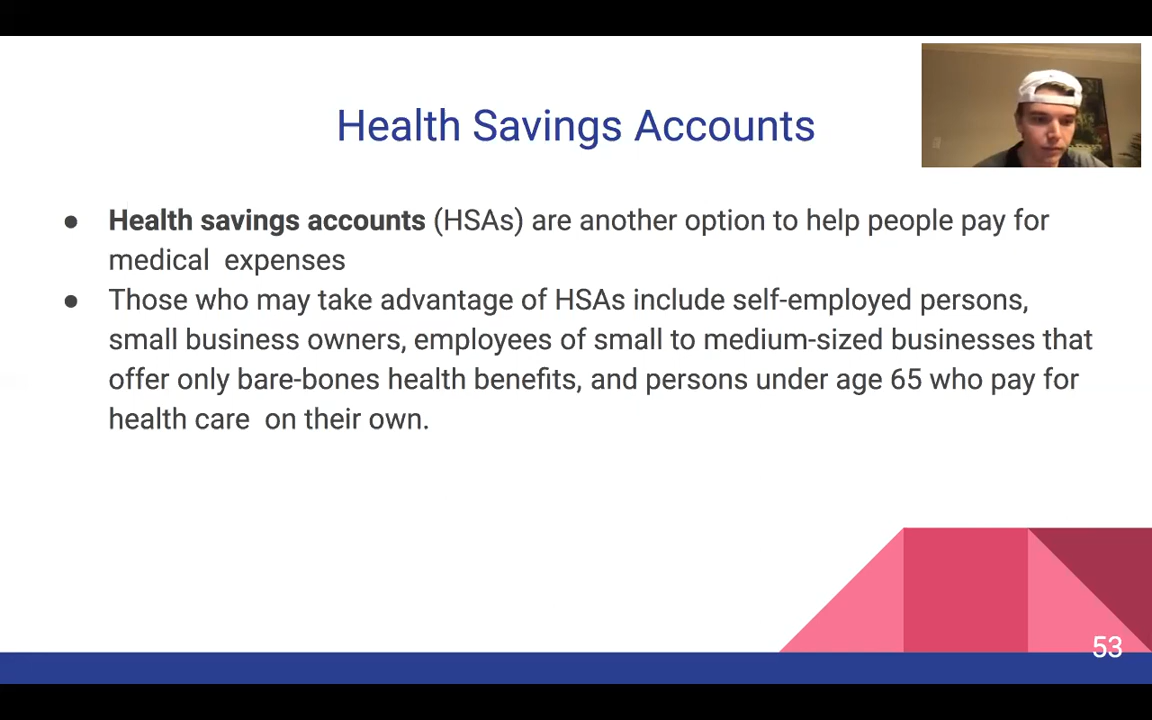 Health Savings Accounts
● Health savings accounts (HSAs) are another option to help people pay for
medical  expenses
● Those who may take advantage of HSAs include self-employed persons,
small business owners, employees of small to medium-sized businesses that
offer only bare-bones health benefits, and persons under age 65 who pay for
health care  on their own.
53